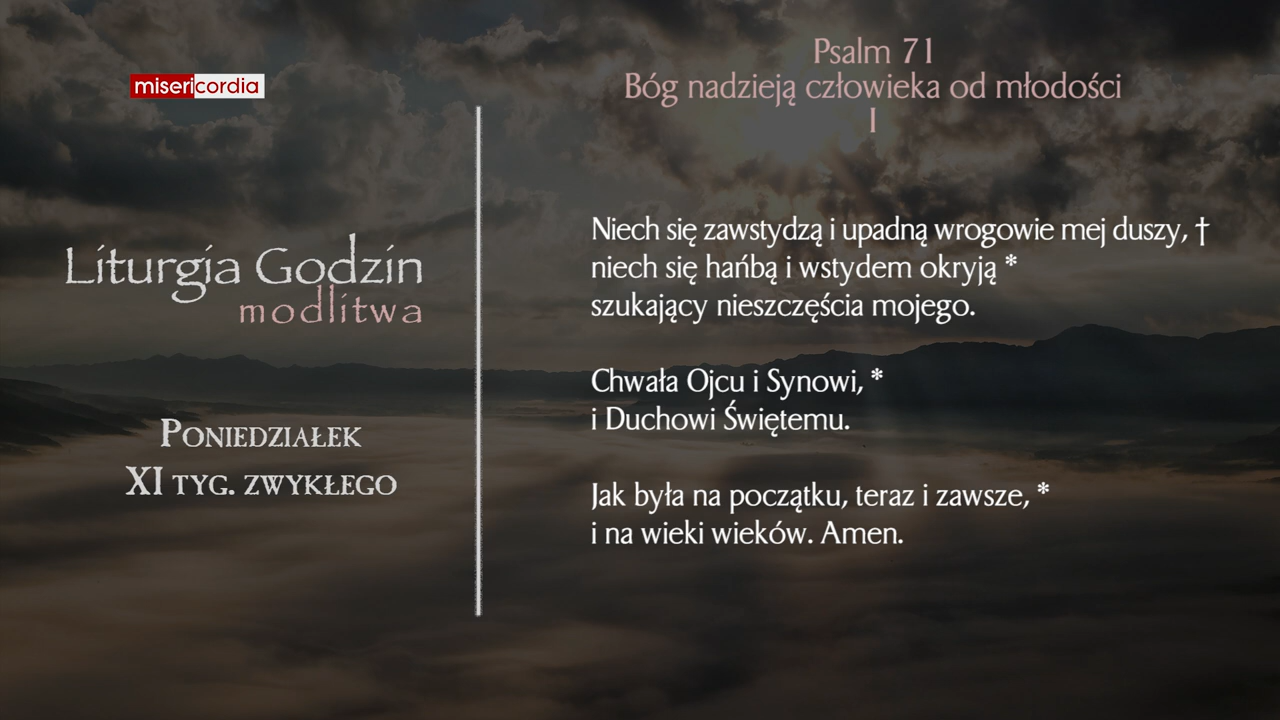 misericordia
Liturgia Godzin
modlitwa
Poniedziałek
XI tyg. zwykłego
Psalm 71
Bóg nadzieją człowieka od młodości
I
Niech się zawstydzą i upadną wrogowie mej duszy, †
niech się hańbą i wstydem okryją *
szukający nieszczęścia mojego.
Chwała Ojcu i Synowi, *
i Duchowi Świętemu.
Jak była na początku, teraz i zawsze, *
i na wieki wieków. Amen.